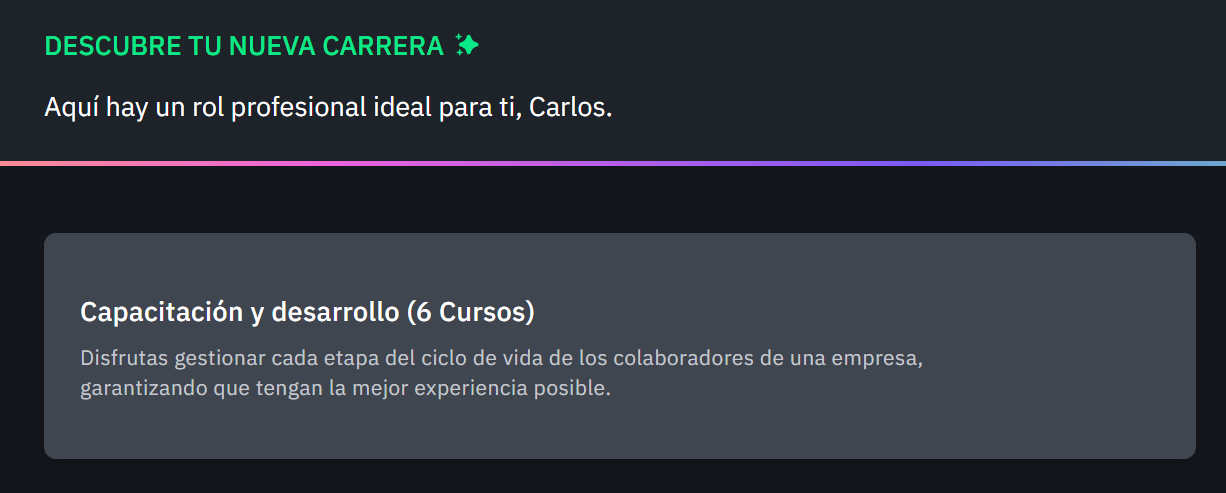 DESCUBRE TU NUEVA CARRERA
Aquí hay un rol profesional ideal para ti, Carlos.
Capacitación y desarrollo (6 Cursos)
Disfrutas gestionar cada etapa del ciclo de vida de los colaboradores de una empresa,
garantizando que tengan la mejor experiencia posible.